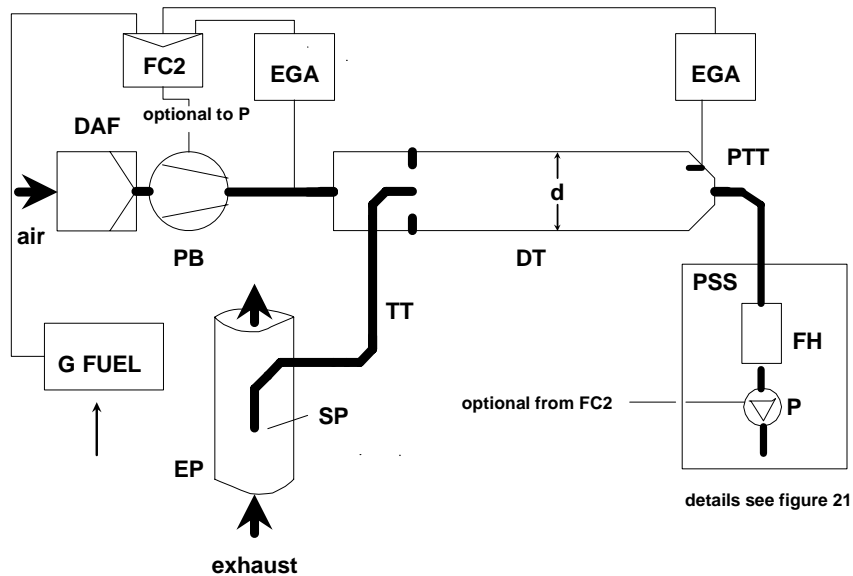 FC2
EGA
EGA
optional to P
DAF
PTT
d
air
PB
DT
PSS
TT
FH
G FUEL
SP
optional from FC2
P
EP
details see figure 21
exhaust